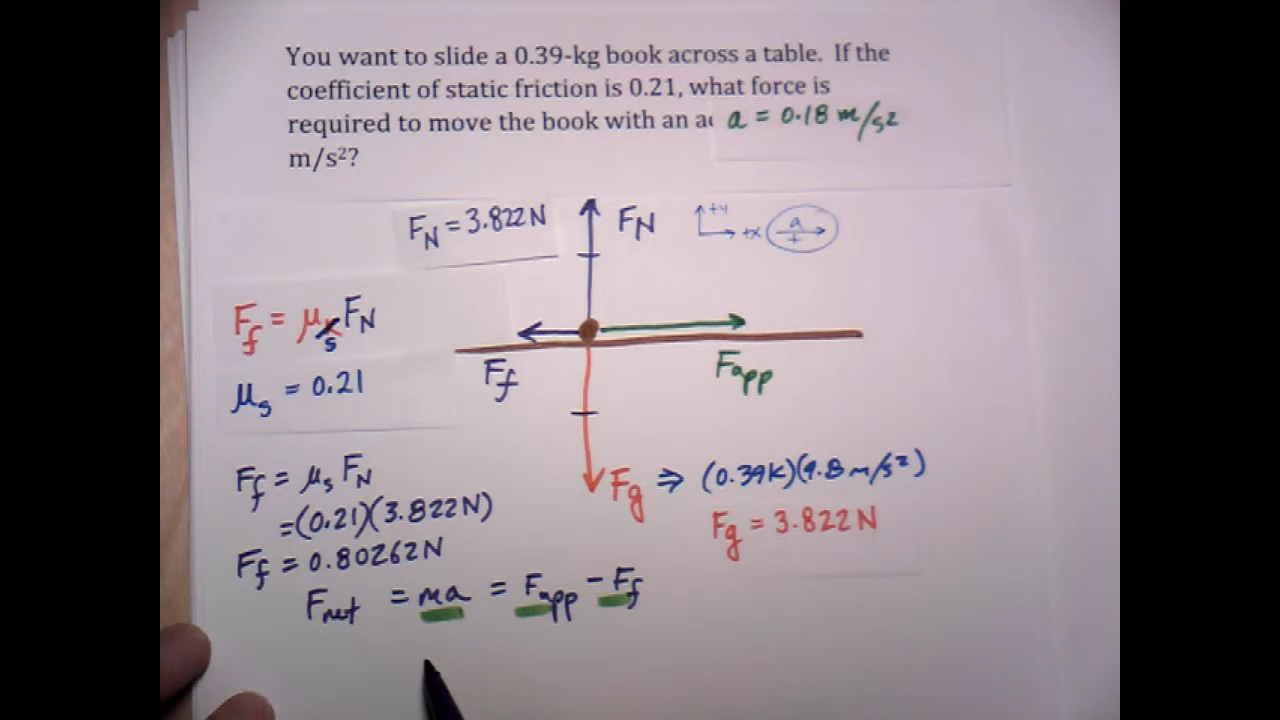 You want to slide a 0.39-kg book across a table. If the
coefficient of static friction is 0.21, what force is
required to move the book with an ac a = 0.18 m/s2
m/s²?
FN = 3.822N
FN
+y
+x
a
+
Ff = μs FN
μs = 0.21
Ff
Fapp
Ff = μs FN
= (0.21)(3.822N)
Ff = 0.80262N
Fg ⇒ (0.39K)(9.8m/s²)
Fg = 3.822N
Fnet = ma = Fapp - Ff